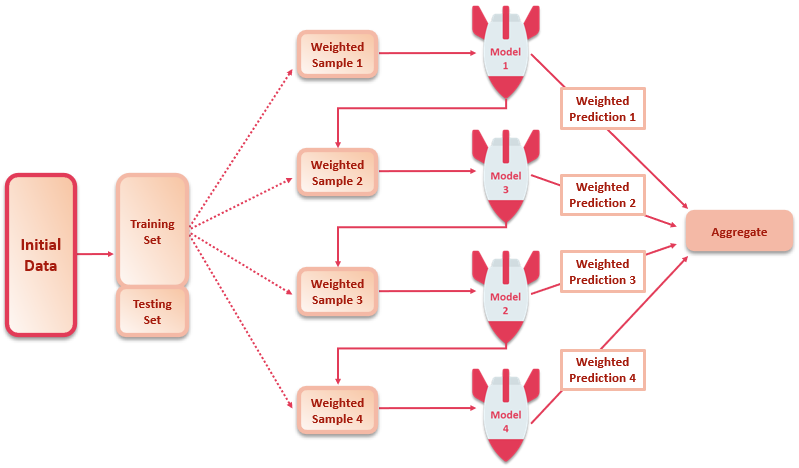 Initial
Data
Training
Set
Testing
Set
Weighted
Sample 1
Model
1
Weighted
Prediction 1
Weighted
Sample 2
Model
3
Weighted
Prediction 2
Weighted
Sample 3
Model
2
Weighted
Prediction 3
Weighted
Sample 4
Model
4
Weighted
Prediction 4
Aggregate